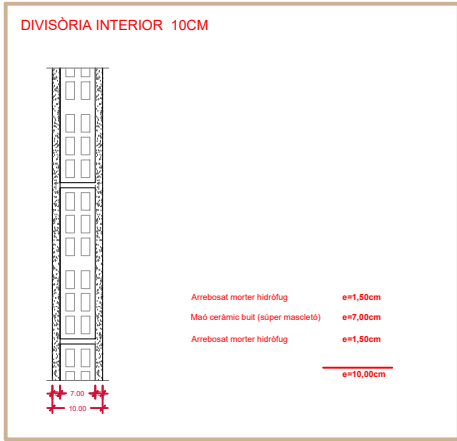 DIVISÒRIA INTERIOR 10CM
Arrebosat morter hidròfug e=1,50cm
Maó ceràmic buit (súper mascletó) e=7,00cm
Arrebosat morter hidròfug e=1,50cm
e=10,00cm
7.00
10.00